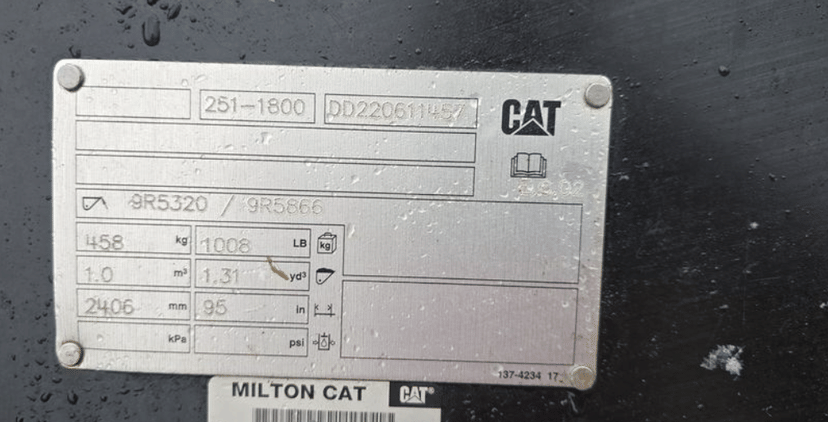 251-1800 DD220611457 CAT
9R5320 / 9R5866
458 kg 1008 LB kg
1.0 m³ 1.31 yd³
2406 mm 95 in
kPa psi
137-4234 17
MILTON CAT CAT®